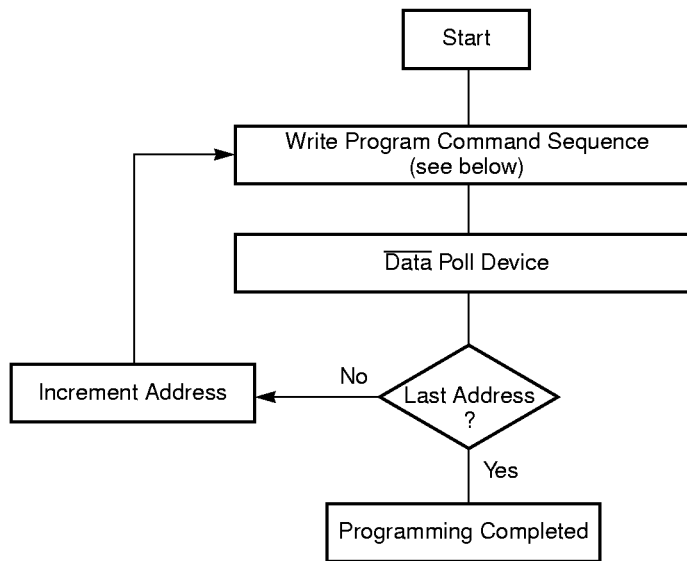 Start
Write Program Command Sequence
(see below)
Data Poll Device
No
Increment Address
Last Address
?
Yes
Programming Completed